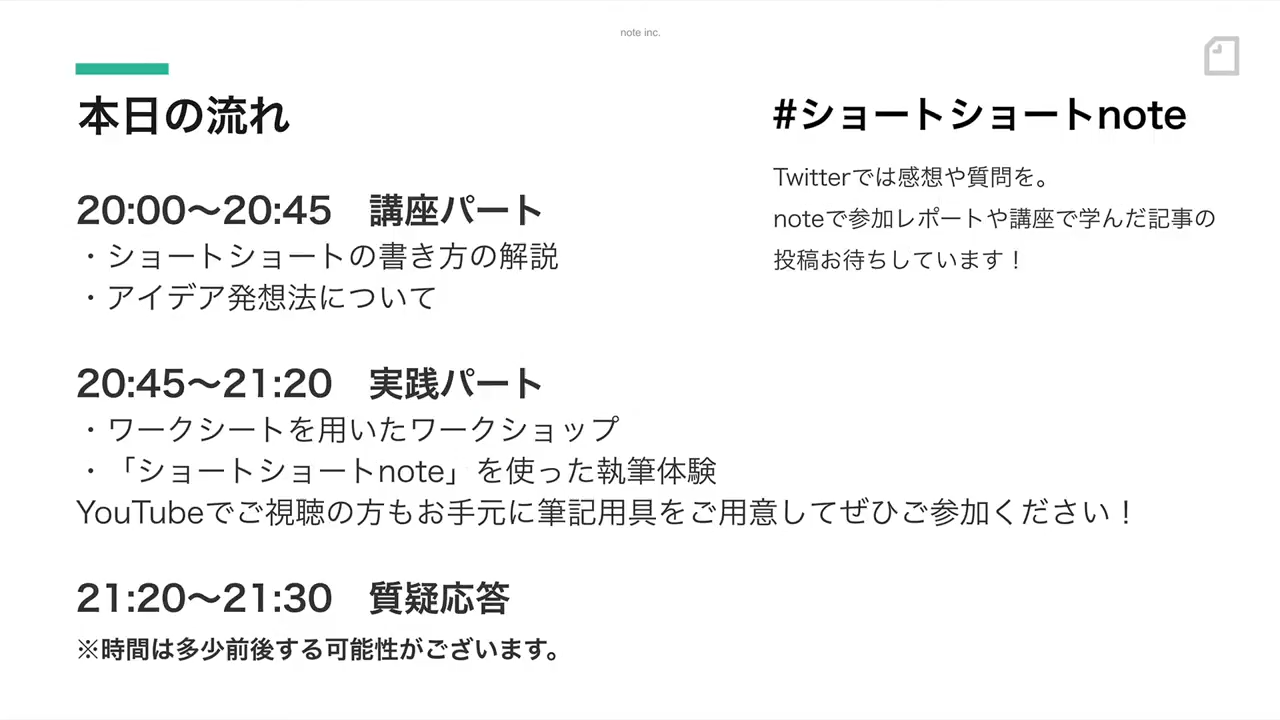 note inc.
本日の流れ
20:00〜20:45　講座パート
・ショートショートの書き方の解説
・アイデア発想法について
20:45〜21:20　実践パート
・ワークシートを用いたワークショップ
・「ショートショートnote」を使った執筆体験
YouTubeでご視聴の方もお手元に筆記用具をご用意してぜひご参加ください！
21:20〜21:30　質疑応答
※時間は多少前後する可能性がございます。
#ショートショートnote
Twitterでは感想や質問を。
noteで参加レポートや講座で学んだ記事の
投稿お待ちしています！